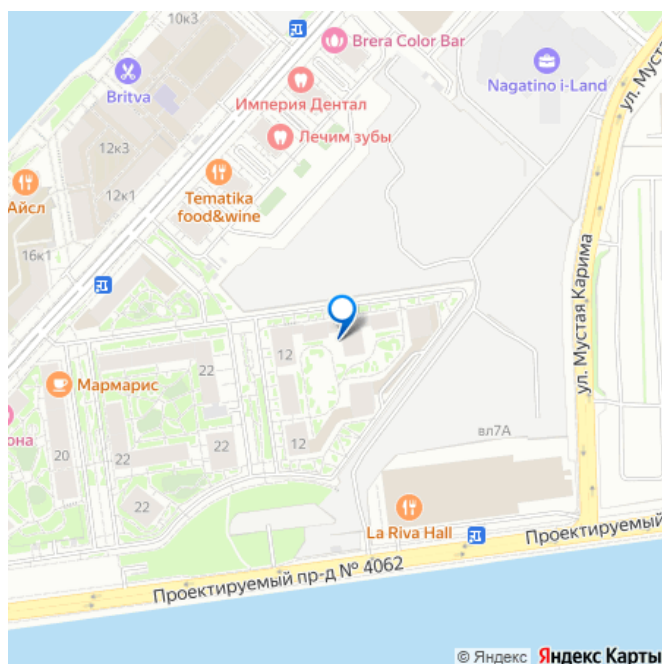 10к3
Brera Color Bar
Britva
Империя Дентал
Nagatino i-Land
ул. Муста
Лечим зубы
12к3
Tematika
food&wine
12к1
Айсл
16к1
ул. Мустая Карима
12
22
Мармарис
она
20
22
22
12
вл7А
22
La Riva Hall
Проектируемый
Проектируемый пр-д № 4062
© Яндекс Яндекс Карты